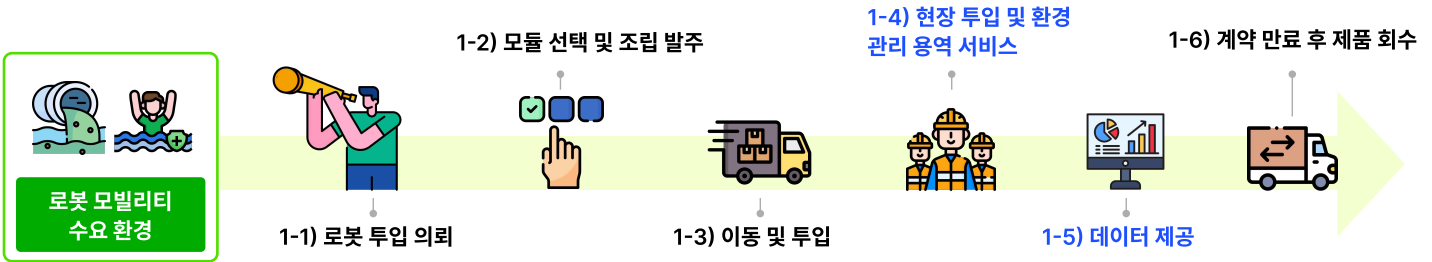 로봇 모빌리티
수요 환경
1-1) 로봇 투입 의뢰
1-2) 모듈 선택 및 조립 발주
1-3) 이동 및 투입
1-4) 현장 투입 및 환경
관리 용역 서비스
1-5) 데이터 제공
1-6) 계약 만료 후 제품 회수